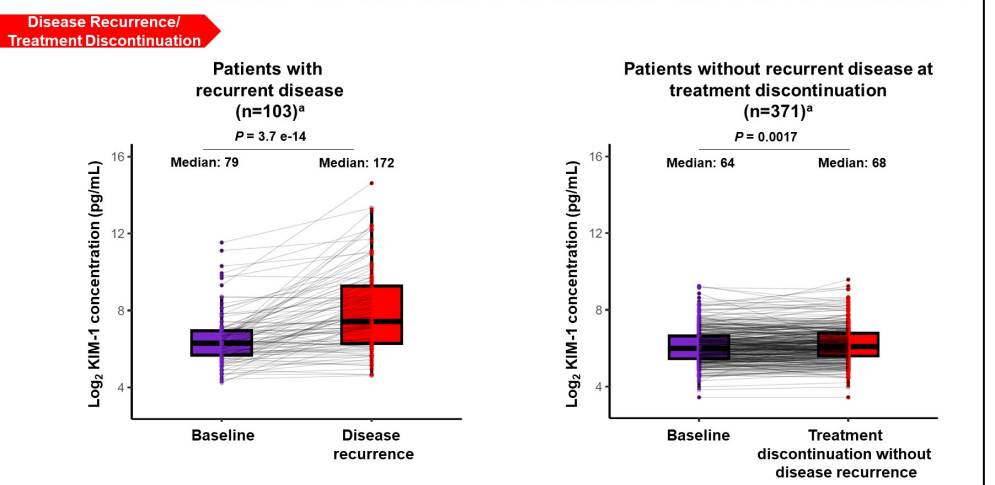 Disease Recurrence/
Treatment Discontinuation
Patients with
recurrent disease
(n=103)ᵃ
P = 3.7 e-14
Median: 79
Median: 172
Log₂ KIM-1 concentration (pg/mL)
16
12
8
4
Baseline
Disease
recurrence
Patients without recurrent disease at
treatment discontinuation
(n=371)ᵃ
P = 0.0017
Median: 64
Median: 68
Log₂ KIM-1 concentration (pg/mL)
16
12
8
4
Baseline
Treatment
discontinuation without
disease recurrence